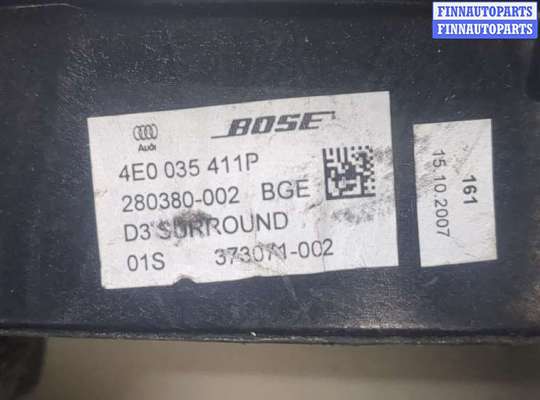 FINNAUTOPARTS
FINNAUTOPARTS
Audi
BOSE
4E0 035 411P
280380-002 BGE
D3 SURROUND
01S 373071-002
161
15.10.2007